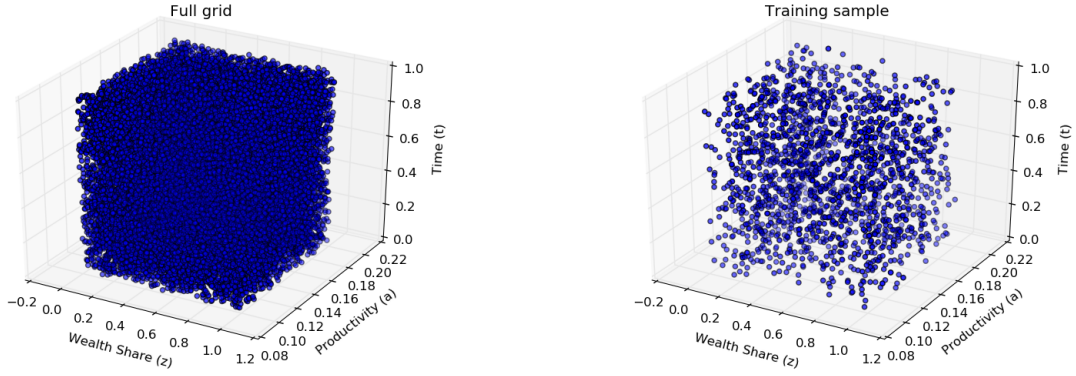 Full grid
1.0
0.8
0.6
0.4
0.2
0.0
Time (t)
−0.2 0.0 0.2 0.4 0.6 0.8 1.0 1.2
Wealth Share (z)
0.08 0.10 0.12 0.14 0.16 0.18 0.20 0.22
Productivity (a)
Training sample
1.0
0.8
0.6
0.4
0.2
0.0
Time (t)
−0.2 0.0 0.2 0.4 0.6 0.8 1.0 1.2
Wealth Share (z)
0.08 0.10 0.12 0.14 0.16 0.18 0.20 0.22
Productivity (a)